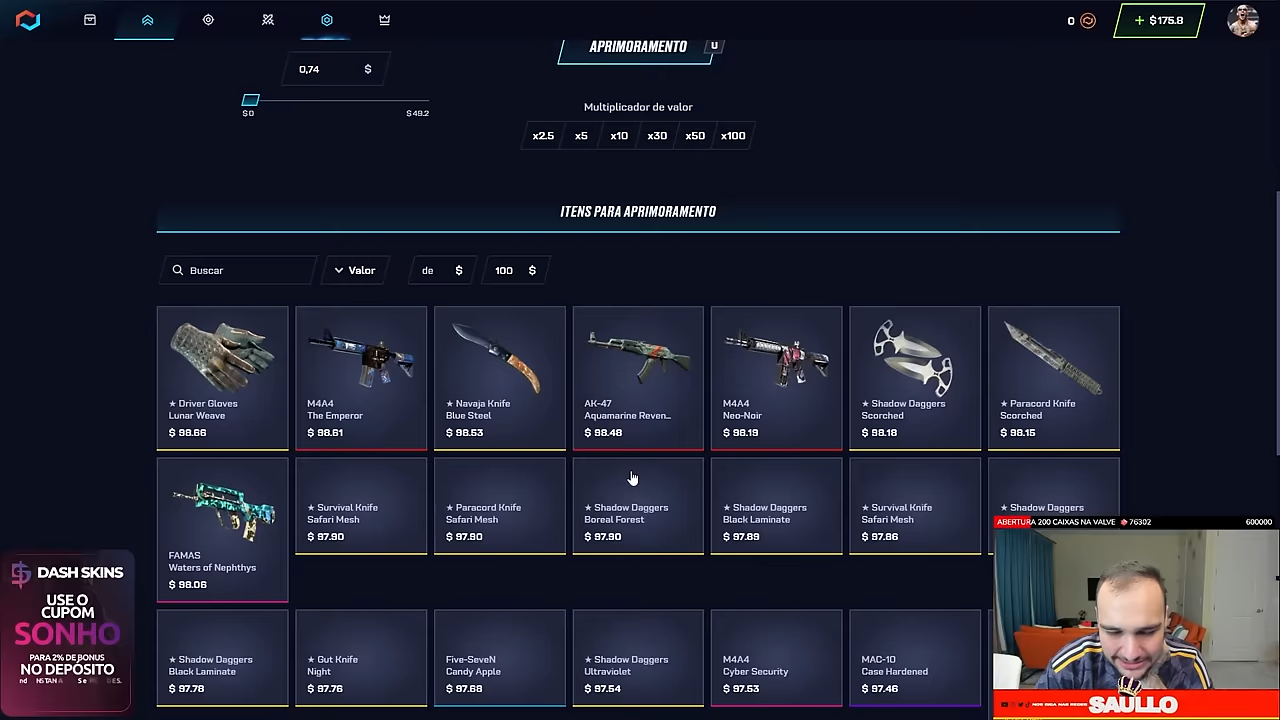 0
+ $175.8
APRIMORAMENTO U
0,74 $
$0 $49.2
Multiplicador de valor
x2.5 x5 x10 x30 x50 x100
ITENS PARA APRIMORAMENTO
Buscar
Valor
de $
100 $
★ Driver Gloves
Lunar Weave
$ 98.66
M4A4
The Emperor
$ 98.61
★ Navaja Knife
Blue Steel
$ 98.53
AK-47
Aquamarine Reven...
$ 98.48
M4A4
Neo-Noir
$ 98.19
★ Shadow Daggers
Scorched
$ 98.18
★ Paracord Knife
Scorched
$ 98.15
FAMAS
Waters of Nephthys
$ 98.06
★ Survival Knife
Safari Mesh
$ 97.90
★ Paracord Knife
Safari Mesh
$ 97.90
★ Shadow Daggers
Boreal Forest
$ 97.90
★ Shadow Daggers
Black Laminate
$ 97.89
★ Survival Knife
Safari Mesh
$ 97.86
★ Shadow Daggers
★ Shadow Daggers
Black Laminate
$ 97.78
★ Gut Knife
Night
$ 97.76
Five-SeveN
Candy Apple
$ 97.69
★ Shadow Daggers
Ultraviolet
$ 97.54
M4A4
Cyber Security
$ 97.53
MAC-10
Case Hardened
$ 97.46
DASH SKINS
USE O
CUPOM
SONHO
PARA 2% DE BONUS
NO DEPÓSITO
ABERTURA 200 CAIXAS NA VALVE 76302 600000
NOS SIGA NAS REDES SAULLO